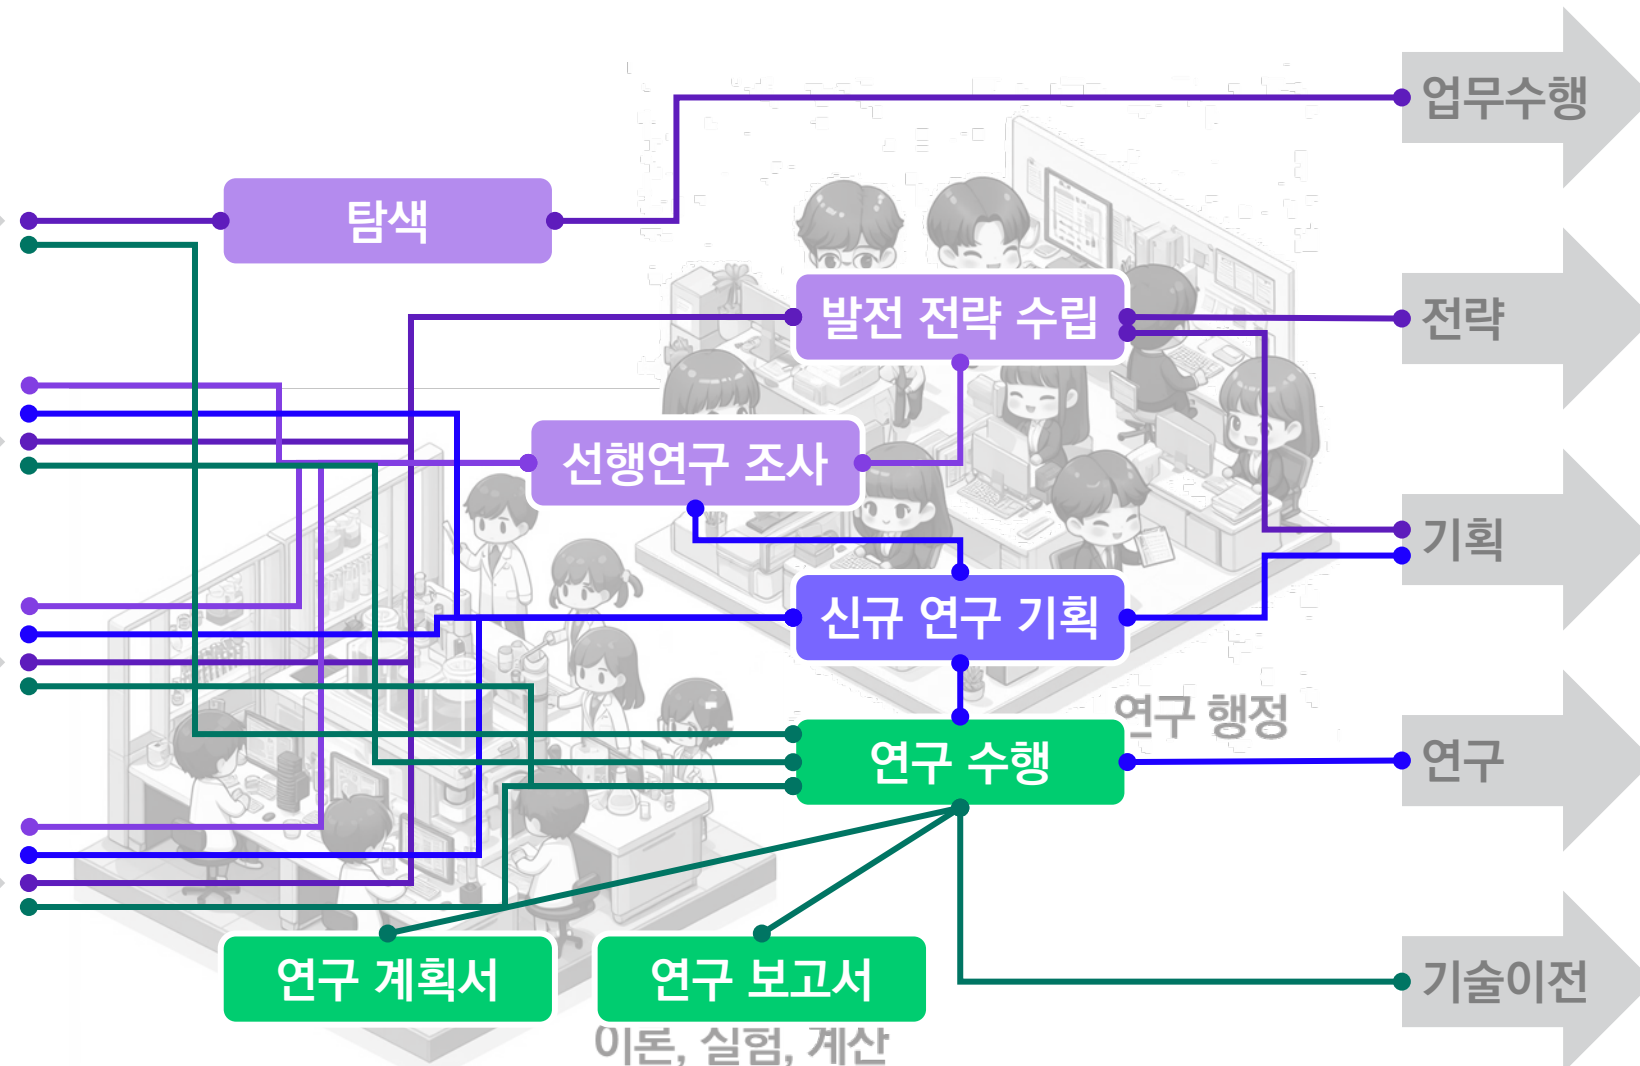 업무수행
탐색
발전 전략 수립
전략
선행연구 조사
기획
신규 연구 기획
연구 행정
연구 수행
연구
연구 계획서
연구 보고서
기술이전
이론, 실험, 계산